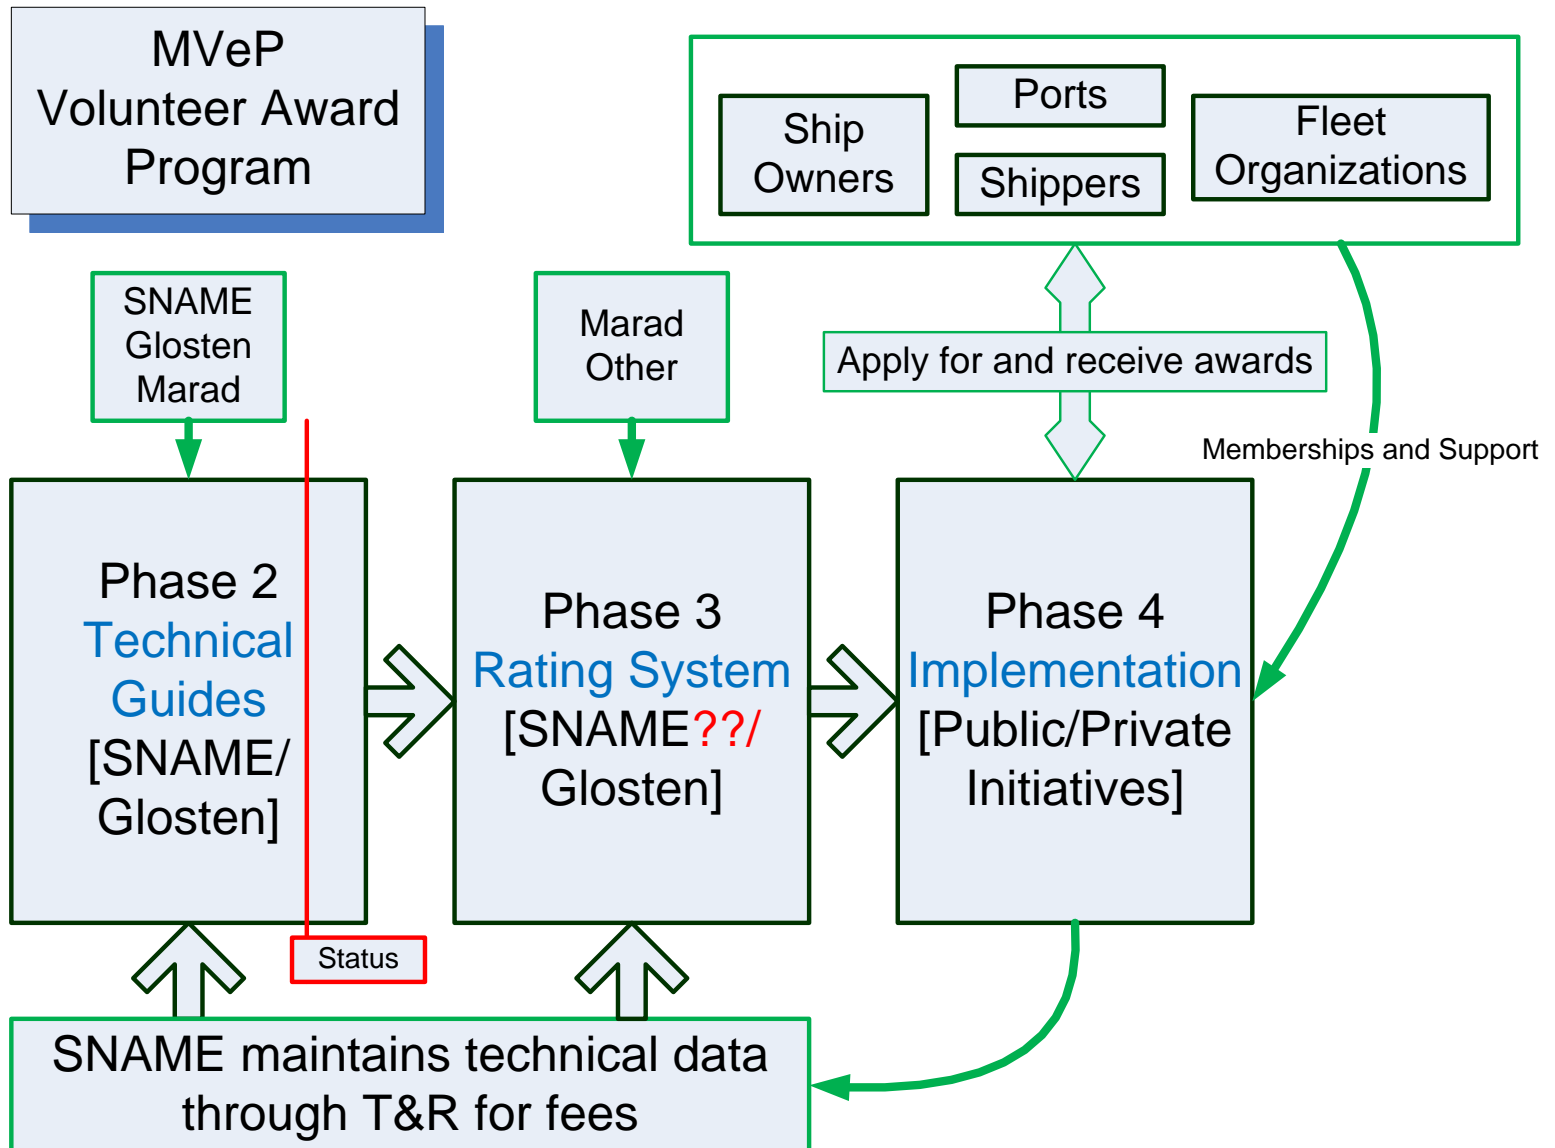 MVeP
Volunteer Award
Program
Ship
Owners
Ports
Shippers
Fleet
Organizations
SNAME
Glosten
Marad
Marad
Other
Apply for and receive awards
Memberships and Support
Phase 2
Technical
Guides
[SNAME/
Glosten]
Phase 3
Rating System
[SNAME??/
Glosten]
Phase 4
Implementation
[Public/Private
Initiatives]
Status
SNAME maintains technical data
through T&R for fees